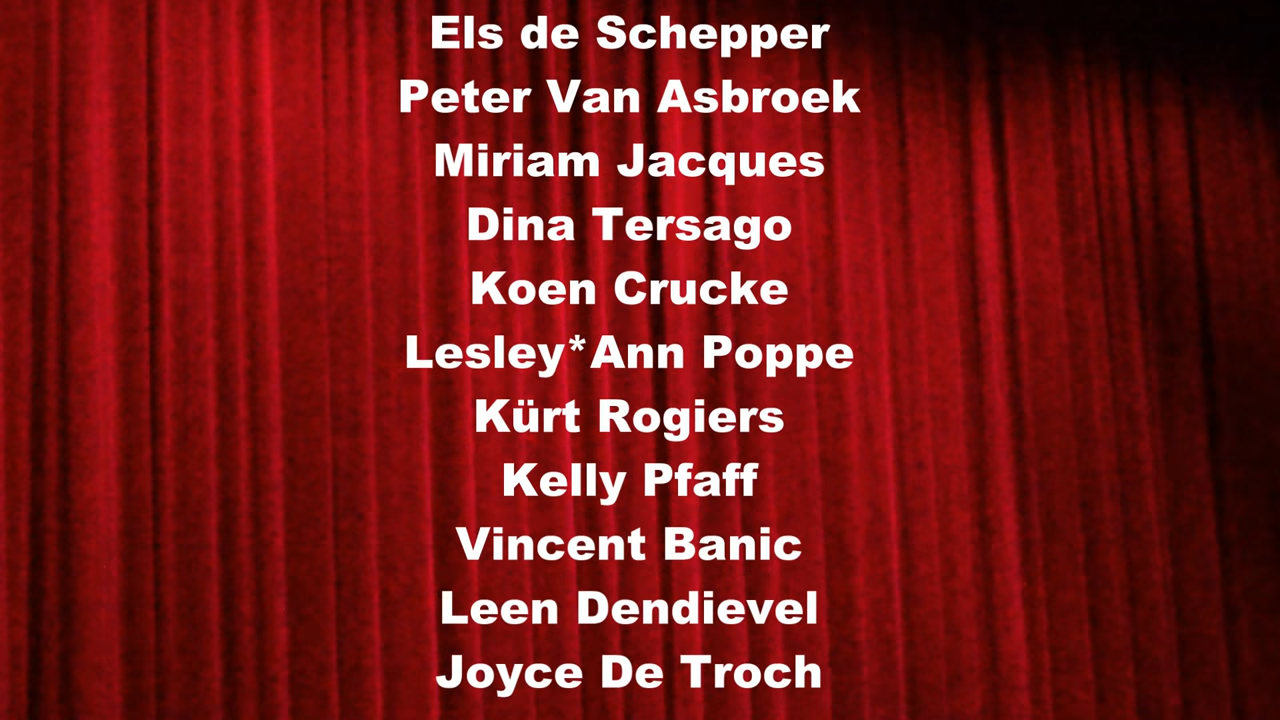 Els de Schepper
Peter Van Asbroek
Miriam Jacques
Dina Tersago
Koen Crucke
Lesley*Ann Poppe
Kürt Rogiers
Kelly Pfaff
Vincent Banic
Leen Dendievel
Joyce De Troch